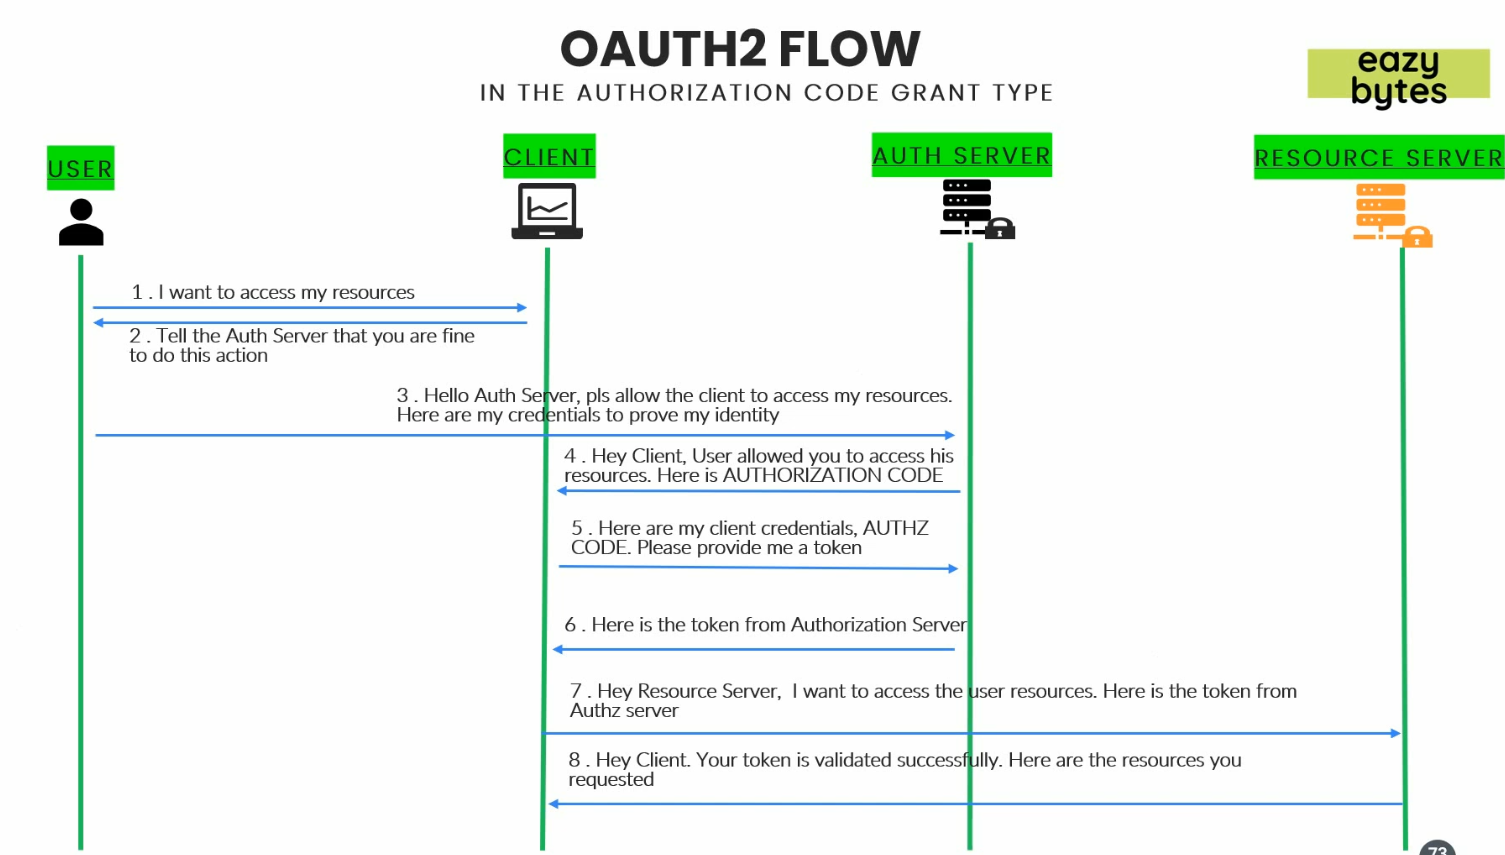 OAUTH2 FLOW
IN THE AUTHORIZATION CODE GRANT TYPE
eazy
bytes
USER
CLIENT
AUTH SERVER
RESOURCE SERVER
1 . I want to access my resources
2 . Tell the Auth Server that you are fine
to do this action
3 . Hello Auth Server, pls allow the client to access my resources.
Here are my credentials to prove my identity
4 . Hey Client, User allowed you to access his
resources. Here is AUTHORIZATION CODE
5 . Here are my client credentials, AUTHZ
CODE. Please provide me a token
6 . Here is the token from Authorization Server
7 . Hey Resource Server,  I want to access the user resources. Here is the token from
Authz server
8 . Hey Client. Your token is validated successfully. Here are the resources you
requested
73